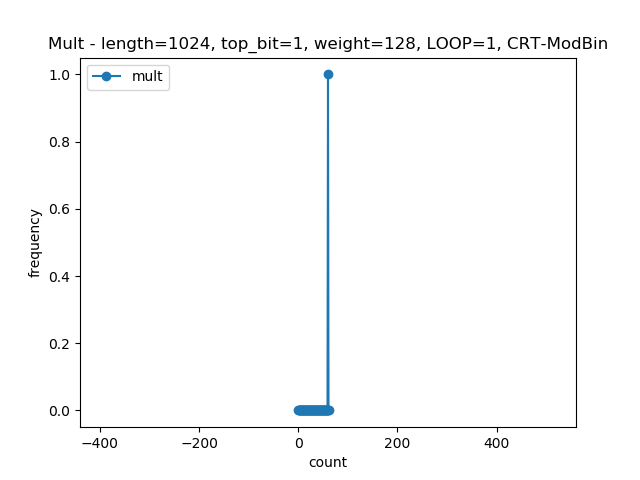 Mult - length=1024, top_bit=1, weight=128, LOOP=1, CRT-ModBin
mult
1.0
0.8
0.6
0.4
0.2
0.0
frequency
−400
−200
0
200
400
count